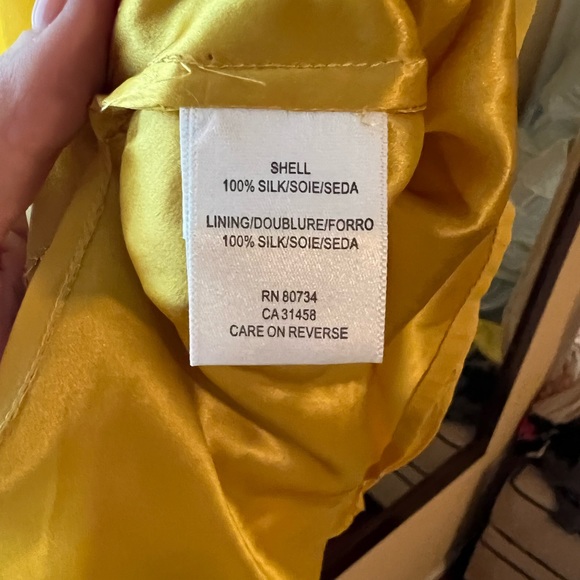 SHELL
100% SILK/SOIE/SEDA
LINING/DOUBLURE/FORRO
100% SILK/SOIE/SEDA
RN 80734
CA 31458
CARE ON REVERSE